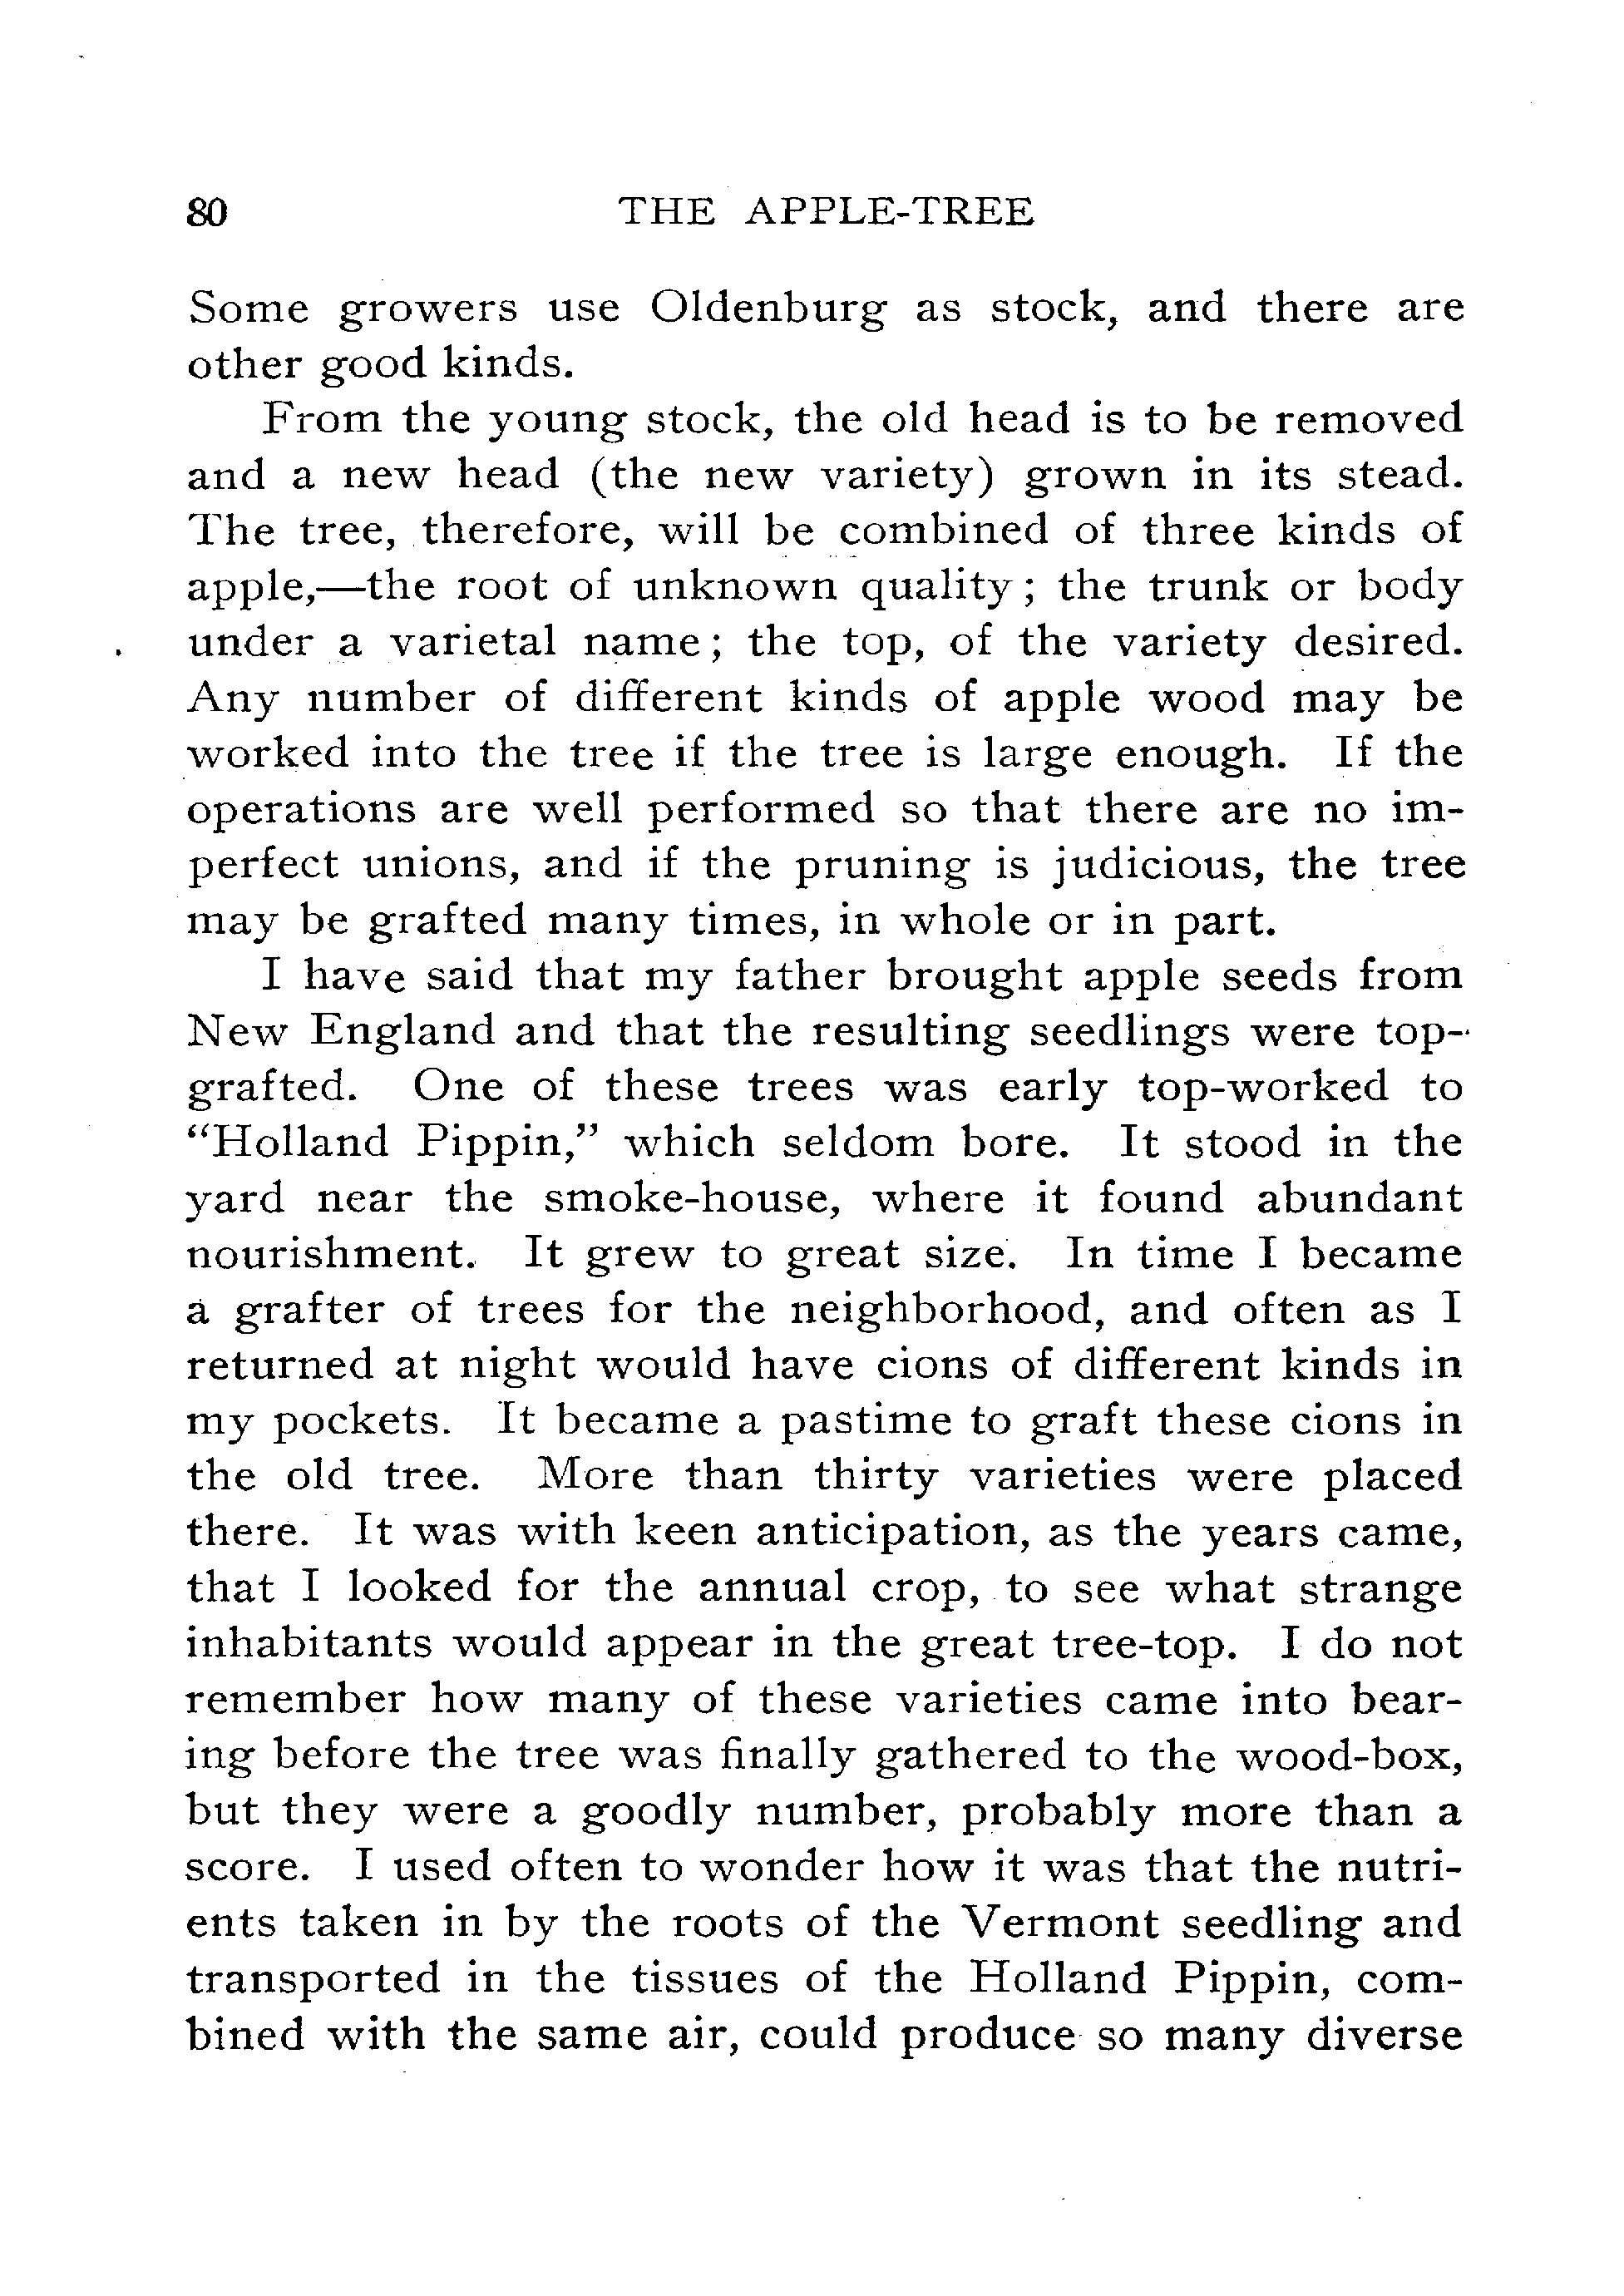 80 THE APPLE-TREE
Some growers use Oldenburg as stock, and there are
other good kinds.
From the young stock, the old head is to be removed
and a new head (the new variety) grown in its stead.
The tree, therefore, will be combined of three kinds of
apple,—the root of unknown quality; the trunk or body
under a varietal name; the top, of the variety desired.
Any number of different kinds of apple wood may be
worked into the tree if the tree is large enough. If the
operations are well performed so that there are no im-
perfect unions, and if the pruning is judicious, the tree
may be grafted many times, in whole or in part.
I have said that my father brought apple seeds from
New England and that the resulting seedlings were top-
grafted. One of these trees was early top-worked to
“Holland Pippin,” which seldom bore. It stood in the
yard near the smoke-house, where it found abundant
nourishment. It grew to great size. In time I became
a grafter of trees for the neighborhood, and often as I
returned at night would have cions of different kinds in
my pockets. It became a pastime to graft these cions in
the old tree. More than thirty varieties were placed
there. It was with keen anticipation, as the years came,
that I looked for the annual crop, to see what strange
inhabitants would appear in the great tree-top. I do not
remember how many of these varieties came into bear-
ing before the tree was finally gathered to the wood-box,
but they were a goodly number, probably more than a
score. I used often to wonder how it was that the nutri-
ents taken in by the roots of the Vermont seedling and
transported in the tissues of the Holland Pippin, com-
bined with the same air, could produce so many diverse